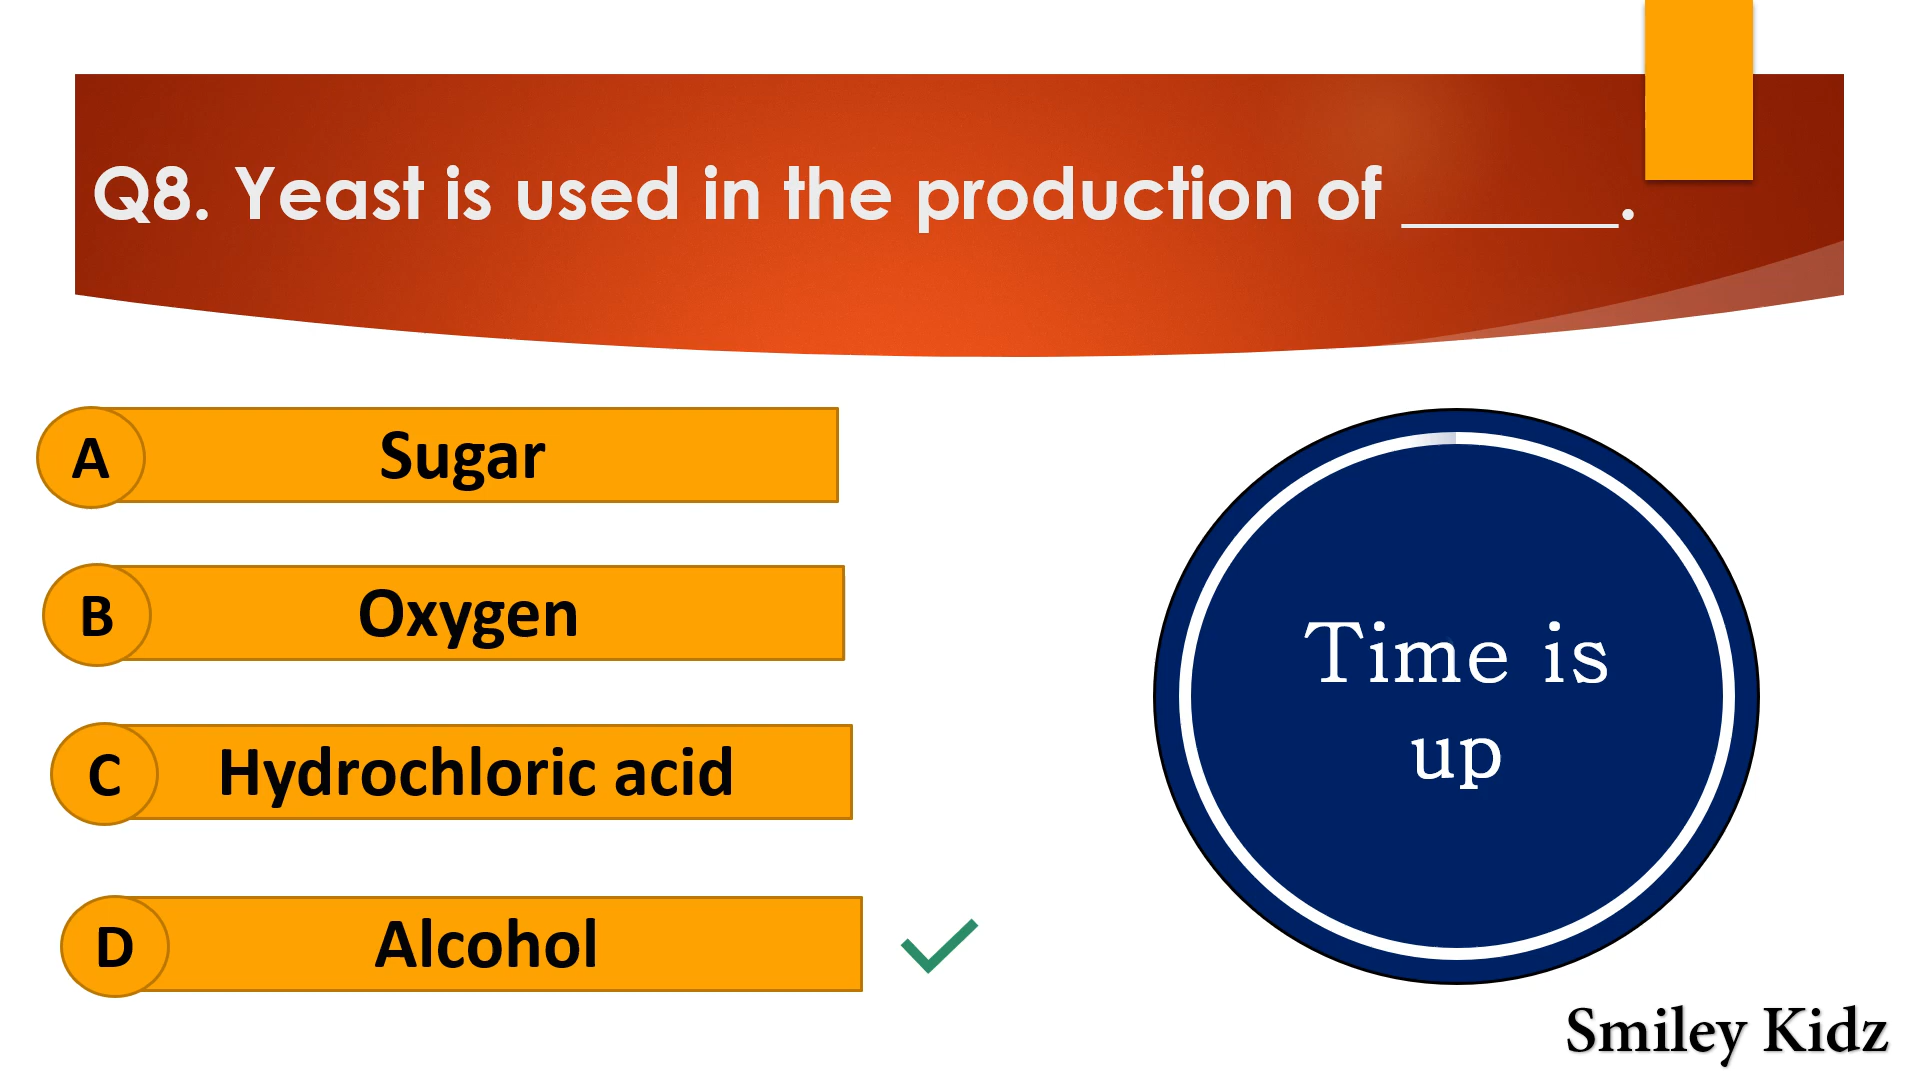 Q8. Yeast is used in the production of ______.
A Sugar
B Oxygen
C Hydrochloric acid
D Alcohol
Time is
up
Smiley Kidz